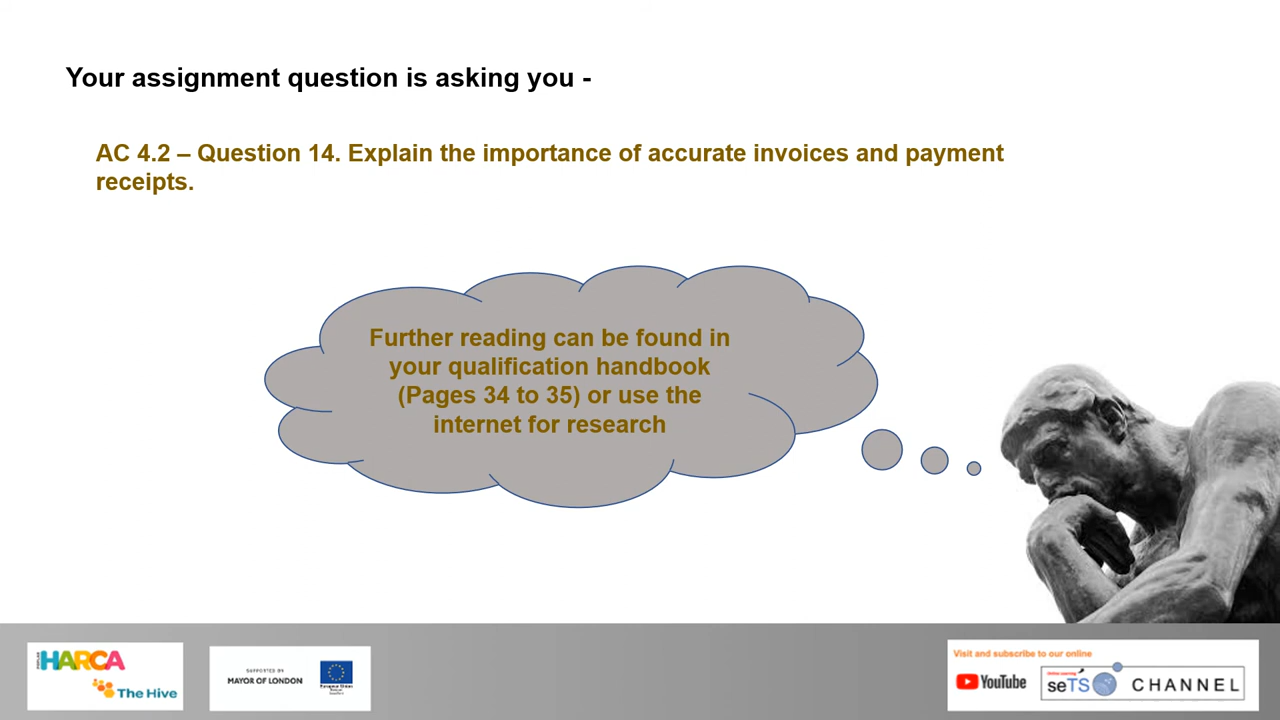 Your assignment question is asking you -
AC 4.2 – Question 14. Explain the importance of accurate invoices and payment
receipts.
Further reading can be found in
your qualification handbook
(Pages 34 to 35) or use the
internet for research
HARCA
The Hive
SUPPORTED BY
MAYOR OF LONDON
European Union
Visit and subscribe to our online
YouTube
seTS CHANNEL